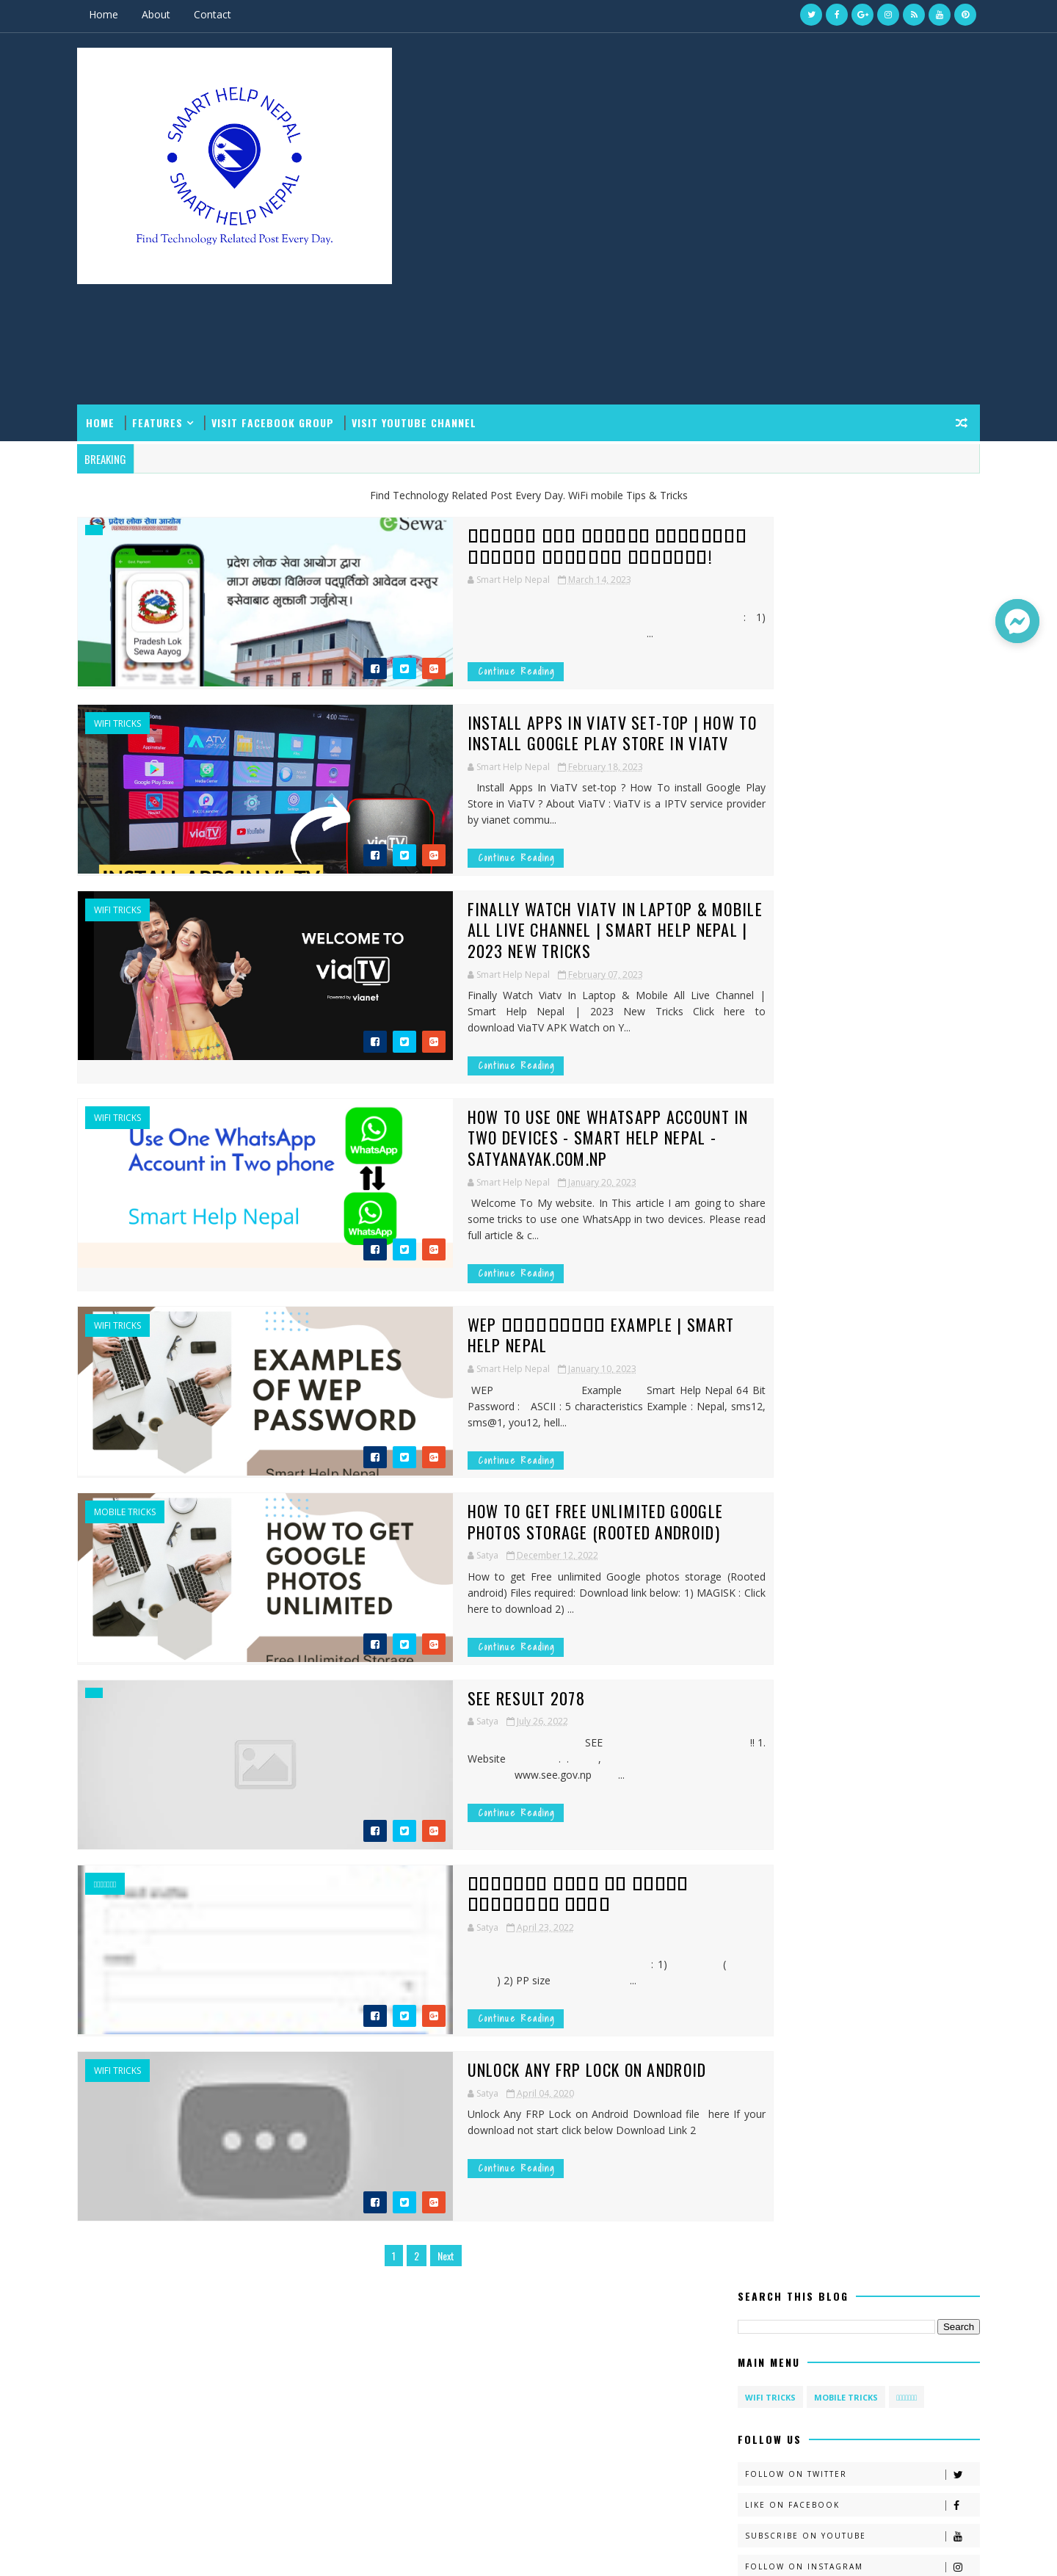 Home About Contact
SMART HELP NEPAL
SMART HELP NEPAL
Find Technology Related Post Every Day.
HOME FEATURES VISIT FACEBOOK GROUP VISIT YOUTUBE CHANNEL
BREAKING
Find Technology Related Post Every Day. WiFi mobile Tips & Tricks
प्रदेश लोक सेवा आयोग
eSewa
प्रदेश लोक सेवा आयोग द्वारा
माग भएका विभिन्न पदपूर्तिको आवेदन दस्तुर
इसेवाबाट भुक्तानी गर्नुहोस् ।
Pradesh Lok
Sewa Aayog
Smart Help Nepal March 14, 2023
: 1)
...
Continue Reading
WIFI TRICKS
Google Play Store
viaTV
YouTube
viaTV
INSTALL APPS IN ViaTV
INSTALL APPS IN VIATV SET-TOP | HOW TO
INSTALL GOOGLE PLAY STORE IN VIATV
Smart Help Nepal February 18, 2023
Install Apps In ViaTV set-top ? How To install Google Play
Store in ViaTV ? About ViaTV : ViaTV is a IPTV service provider
by vianet commu...
Continue Reading
WIFI TRICKS
WELCOME TO
viaTV
Powered by vianet
FINALLY WATCH VIATV IN LAPTOP & MOBILE
ALL LIVE CHANNEL | SMART HELP NEPAL |
2023 NEW TRICKS
Smart Help Nepal February 07, 2023
Finally Watch Viatv In Laptop & Mobile All Live Channel |
Smart Help Nepal | 2023 New Tricks Click here to
download ViaTV APK Watch on Y...
Continue Reading
WIFI TRICKS
Use One WhatsApp
Account in Two phone
Smart Help Nepal
WhatsApp
WhatsApp
HOW TO USE ONE WHATSAPP ACCOUNT IN
TWO DEVICES - SMART HELP NEPAL -
SATYANAYAK.COM.NP
Smart Help Nepal January 20, 2023
Welcome To My website. In This article I am going to share
some tricks to use one WhatsApp in two devices. Please read
full article & c...
Continue Reading
WIFI TRICKS
EXAMPLES
OF WEP
PASSWORD
Smart Help Nepal
WEP EXAMPLE | SMART
HELP NEPAL
Smart Help Nepal January 10, 2023
WEP Example Smart Help Nepal 64 Bit
Password : ASCII : 5 characteristics Example : Nepal, sms12,
sms@1, you12, hell...
Continue Reading
MOBILE TRICKS
HOW TO GET
GOOGLE
PHOTOS
UNLIMITED
Free Unlimited Storage
HOW TO GET FREE UNLIMITED GOOGLE
PHOTOS STORAGE (ROOTED ANDROID)
Satya December 12, 2022
How to get Free unlimited Google photos storage (Rooted
android) Files required: Download link below: 1) MAGISK : Click
here to download 2) ...
Continue Reading
SEE RESULT 2078
Satya July 26, 2022
SEE !! 1.
Website . . ,
www.see.gov.np ...
Continue Reading
Satya April 23, 2022
: 1) (
) 2) PP size ...
Continue Reading
WIFI TRICKS
UNLOCK ANY FRP LOCK ON ANDROID
Satya April 04, 2020
Unlock Any FRP Lock on Android Download file here If your
download not start click below Download Link 2
Continue Reading
1 2 Next
SEARCH THIS BLOG
Search
MAIN MENU
WIFI TRICKS MOBILE TRICKS
FOLLOW US
FOLLOW ON TWITTER
LIKE ON FACEBOOK
SUBSCRIBE ON YOUTUBE
FOLLOW ON INSTAGRAM